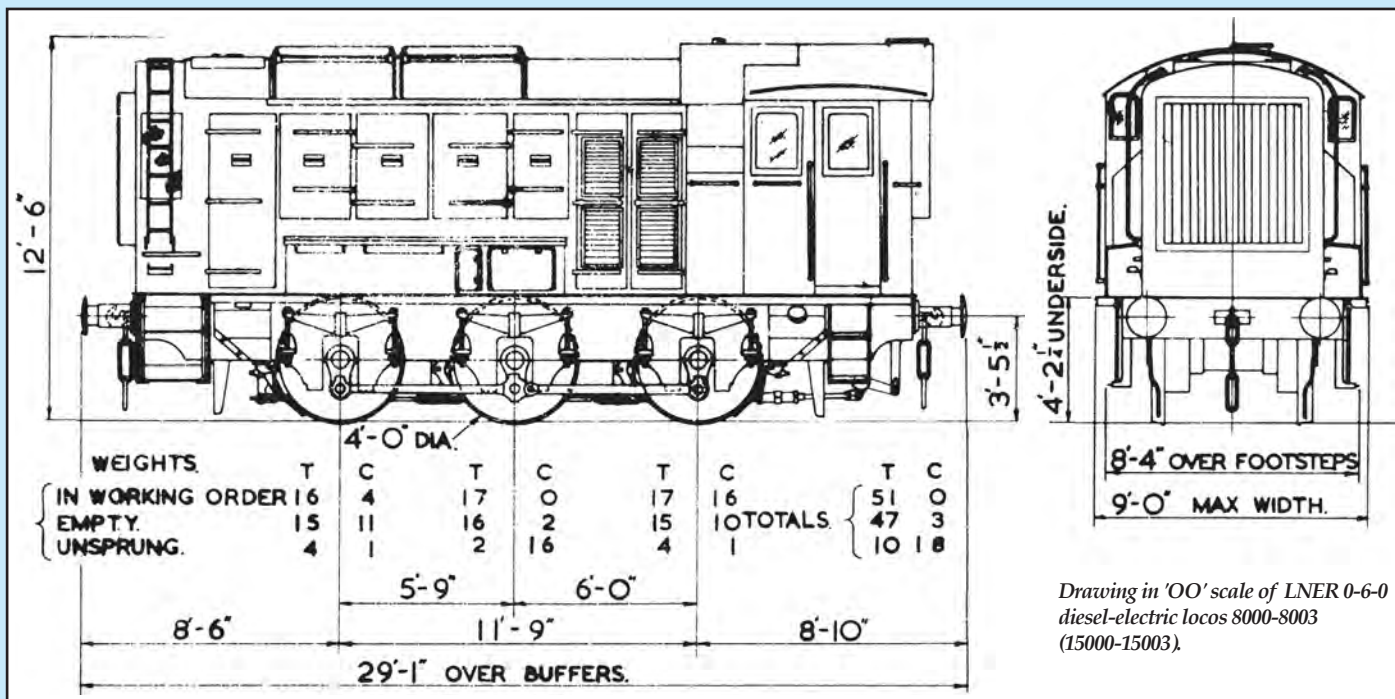 12'-6"
3'-5½"
4'-2¼" UNDERSIDE.
4'-0" DIA.
WEIGHTS. T C T C T C T C
IN WORKING ORDER 16 4 17 0 17 16 TOTALS. 51 0
EMPTY. 15 11 16 2 15 10 47 3
UNSPRUNG. 4 1 2 16 4 1 10 18
5'-9" 6'-0"
8'-6" 11'-9" 8'-10"
29'-1" OVER BUFFERS.
8'-4" OVER FOOTSTEPS
9'-0" MAX WIDTH.
Drawing in 'OO' scale of LNER 0-6-0
diesel-electric locos 8000-8003
(15000-15003).